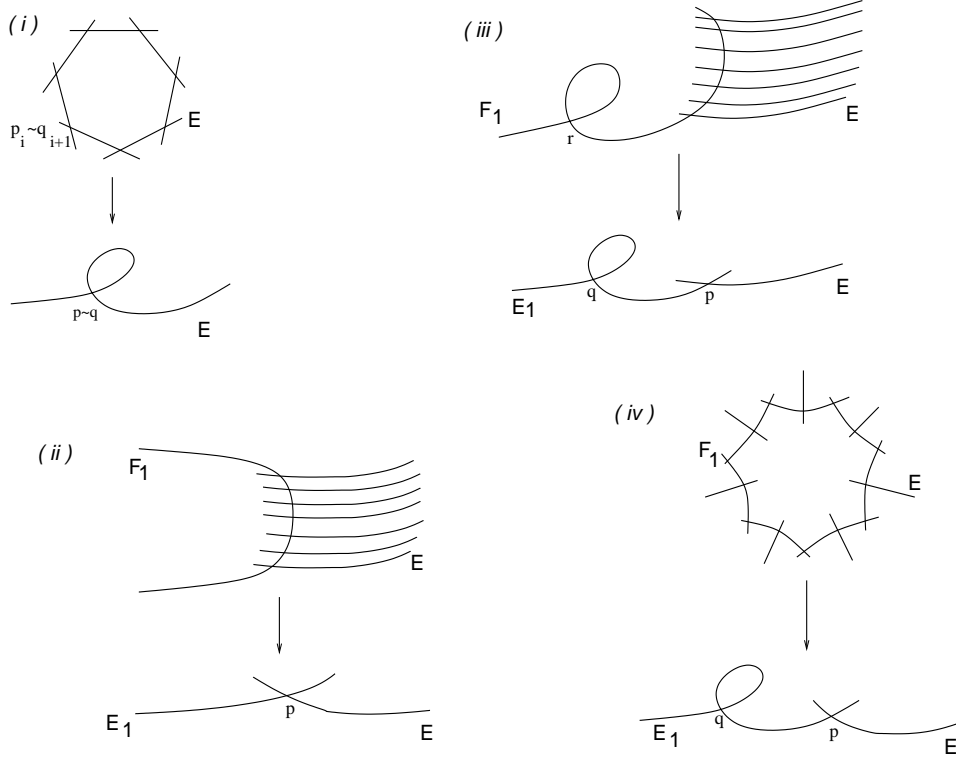 (i)
E
p_i~q_{i+1}
p~q
E
(iii)
F_1
r
E
E_1
q
p
E
(ii)
F_1
E
E_1
p
E
(iv)
F_1
E
E_1
q
p
E